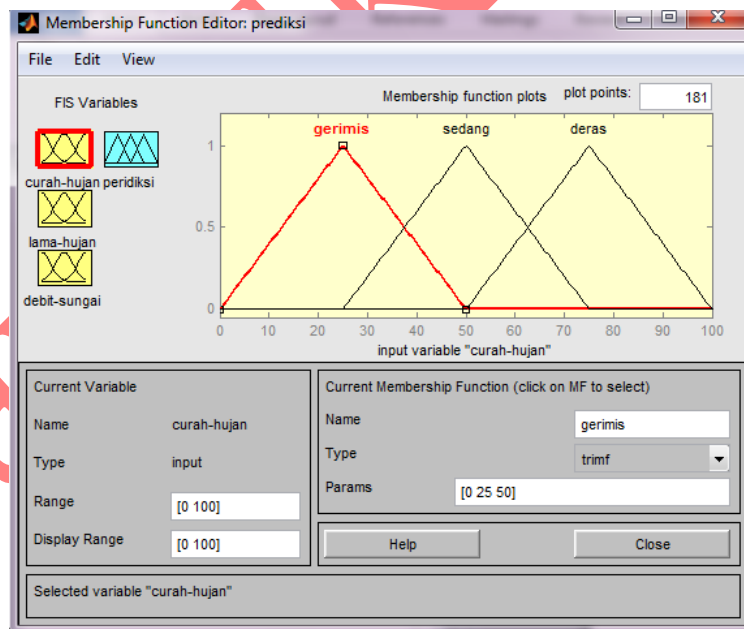 Membership Function Editor: prediksi
File Edit View
FIS Variables
Membership function plots plot points: 181
gerimis sedang deras
curah-hujan peridiksi
lama-hujan
debit-sungai
1
0.5
0
0 10 20 30 40 50 60 70 80 90 100
input variable "curah-hujan"
Current Variable
Name curah-hujan
Type input
Range [0 100]
Display Range [0 100]
Current Membership Function (click on MF to select)
Name gerimis
Type trimf
Params [0 25 50]
Help Close
Selected variable "curah-hujan"